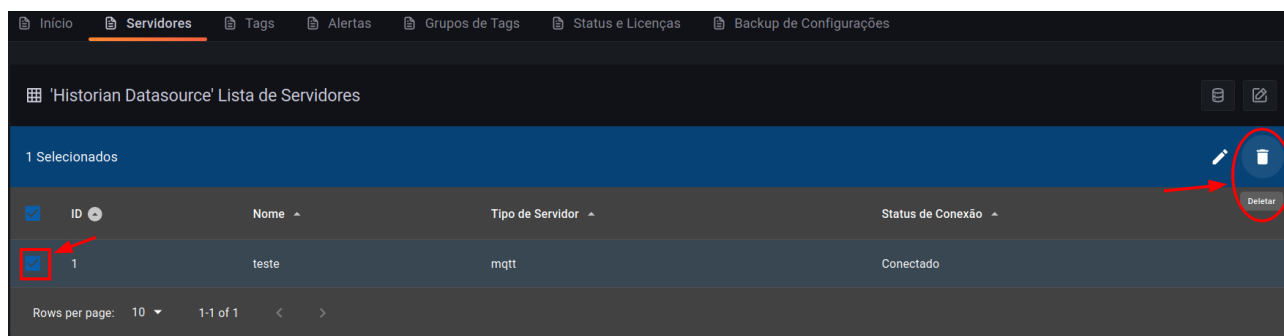 Início Servidores Tags Alertas Grupos de Tags Status e Licenças Backup de Configurações
'Historian Datasource' Lista de Servidores
1 Selecionados
Deletar
ID Nome Tipo de Servidor Status de Conexão
1 teste mqtt Conectado
Rows per page: 10 1-1 of 1